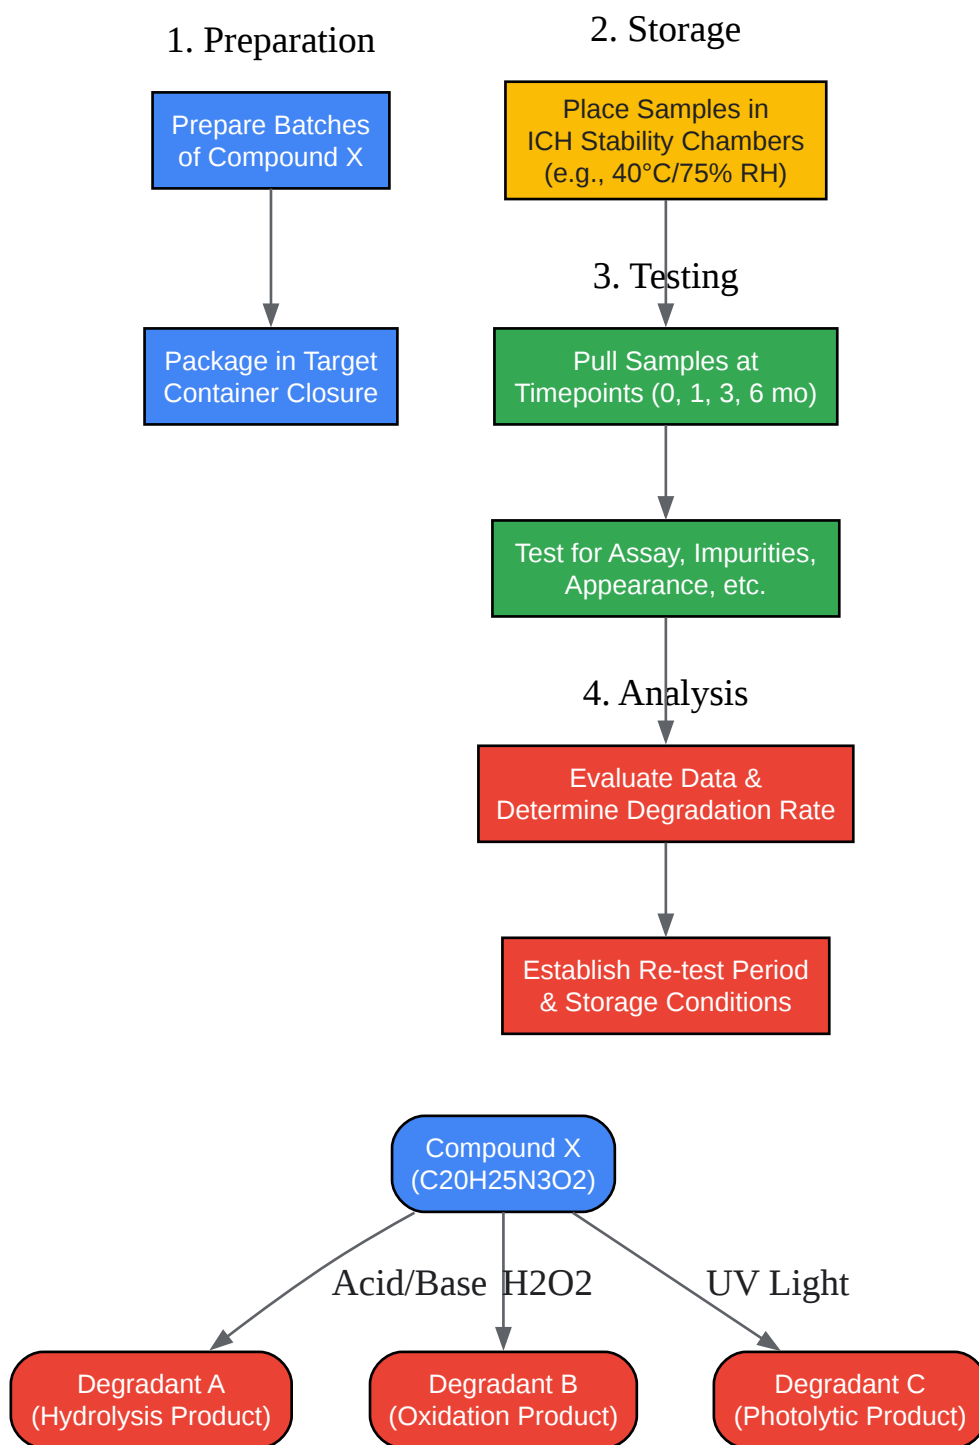 1. Preparation
Prepare Batches
of Compound X
Package in Target
Container Closure
2. Storage
Place Samples in
ICH Stability Chambers
(e.g., 40°C/75% RH)
3. Testing
Pull Samples at
Timepoints (0, 1, 3, 6 mo)
Test for Assay, Impurities,
Appearance, etc.
4. Analysis
Evaluate Data &
Determine Degradation Rate
Establish Re-test Period
& Storage Conditions
Compound X
(C20H25N3O2)
Acid/Base
H2O2
UV Light
Degradant A
(Hydrolysis Product)
Degradant B
(Oxidation Product)
Degradant C
(Photolytic Product)